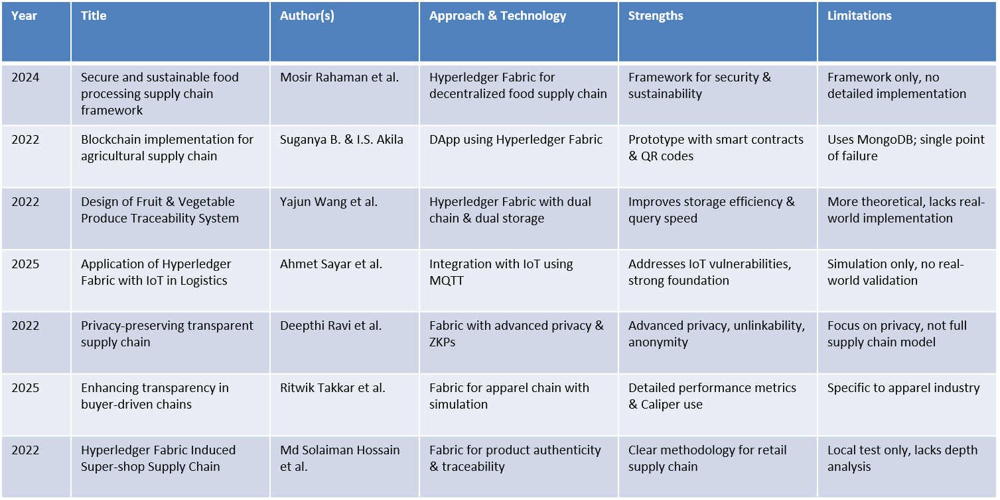 Year
Title
Author(s)
Approach & Technology
Strengths
Limitations
2024
Secure and sustainable food
processing supply chain
framework
Mosir Rahaman et al.
Hyperledger Fabric for
decentralized food supply chain
Framework for security &
sustainability
Framework only, no
detailed implementation
2022
Blockchain implementation for
agricultural supply chain
Suganya B. & I.S. Akila
DApp using Hyperledger Fabric
Prototype with smart contracts
& QR codes
Uses MongoDB; single point
of failure
2022
Design of Fruit & Vegetable
Produce Traceability System
Yajun Wang et al.
Hyperledger Fabric with dual
chain & dual storage
Improves storage efficiency &
query speed
More theoretical, lacks real-
world implementation
2025
Application of Hyperledger
Fabric with IoT in Logistics
Ahmet Sayar et al.
Integration with IoT using
MQTT
Addresses IoT vulnerabilities,
strong foundation
Simulation only, no real-
world validation
2022
Privacy-preserving transparent
supply chain
Deepthi Ravi et al.
Fabric with advanced privacy &
ZKPs
Advanced privacy, unlinkability,
anonymity
Focus on privacy, not full
supply chain model
2025
Enhancing transparency in
buyer-driven chains
Ritwik Takkar et al.
Fabric for apparel chain with
simulation
Detailed performance metrics
& Caliper use
Specific to apparel industry
2022
Hyperledger Fabric Induced
Super-shop Supply Chain
Md Solaiman Hossain
et al.
Fabric for product authenticity
& traceability
Clear methodology for retail
supply chain
Local test only, lacks depth
analysis